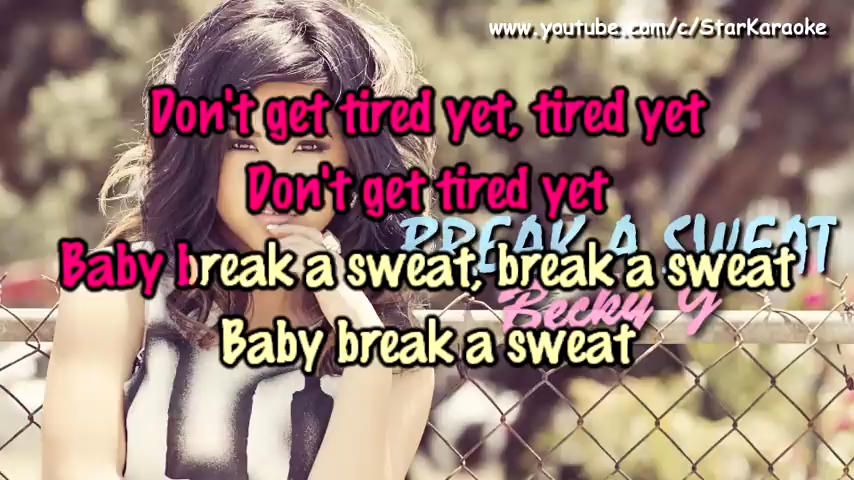 www.youtube.com/c/StarKaraoke
Don't get tired yet, tired yet
Don't get tired yet
BREAK A SWEAT
Baby break a sweat, break a sweat
Becky G
Baby break a sweat